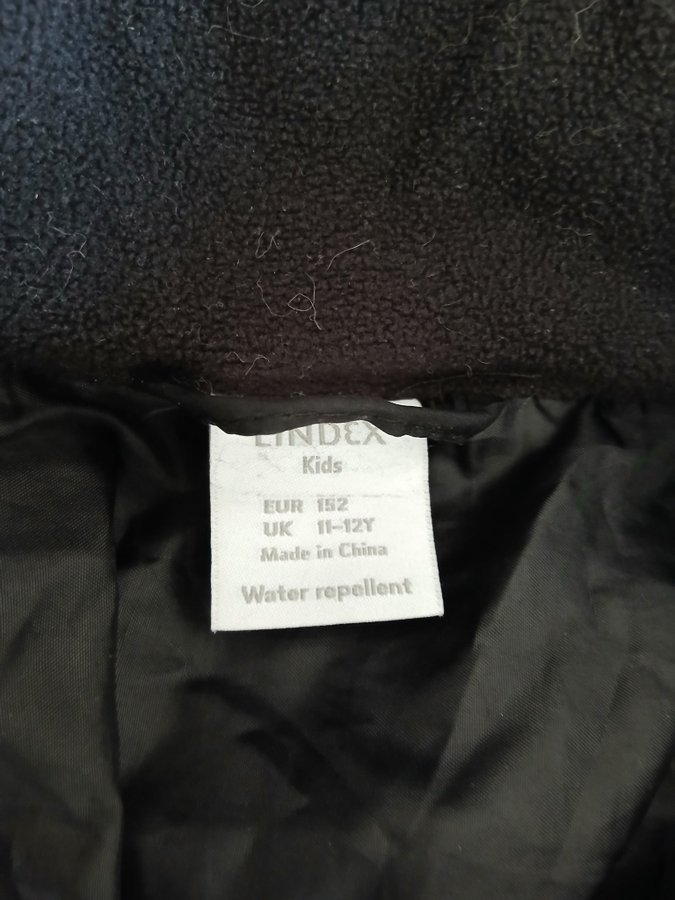 LINDEX
Kids
EUR 152
UK 11-12Y
Made in China
Water repellent